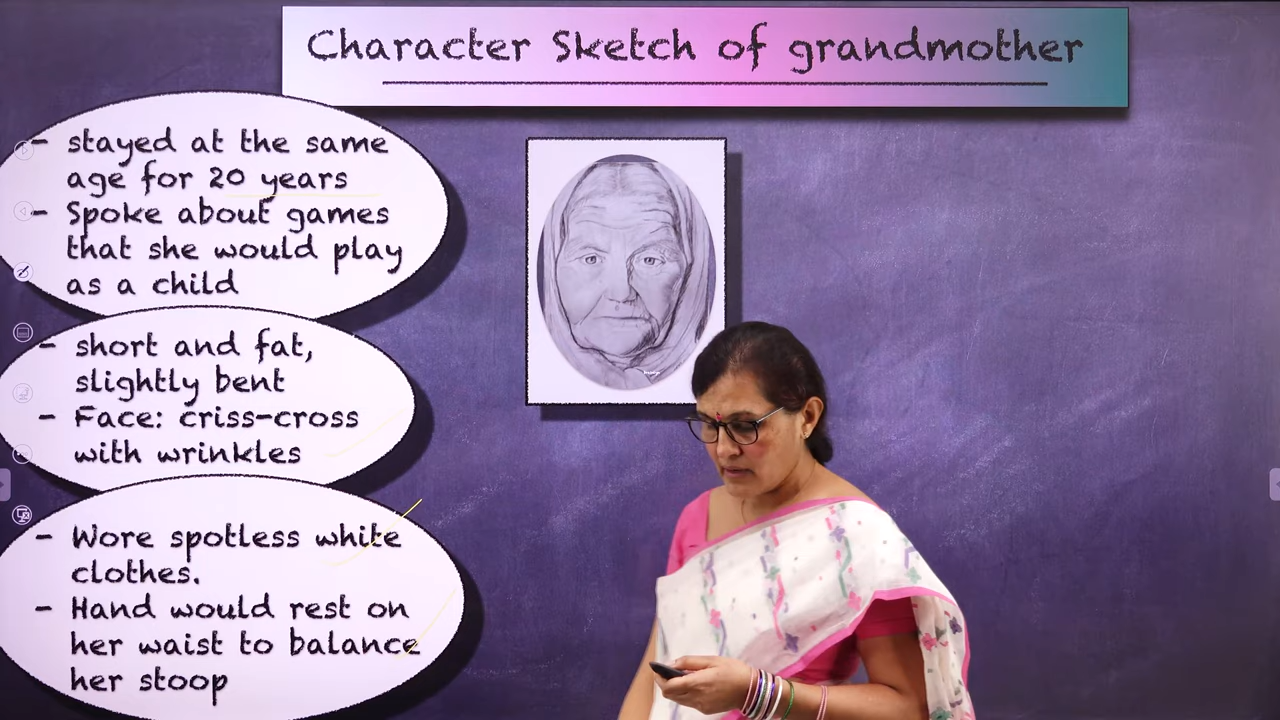 Character Sketch of grandmother
- stayed at the same
age for 20 years
- Spoke about games
that she would play
as a child
- short and fat,
slightly bent
- Face: criss-cross
with wrinkles
- Wore spotless white
clothes.
- Hand would rest on
her waist to balance
her stoop